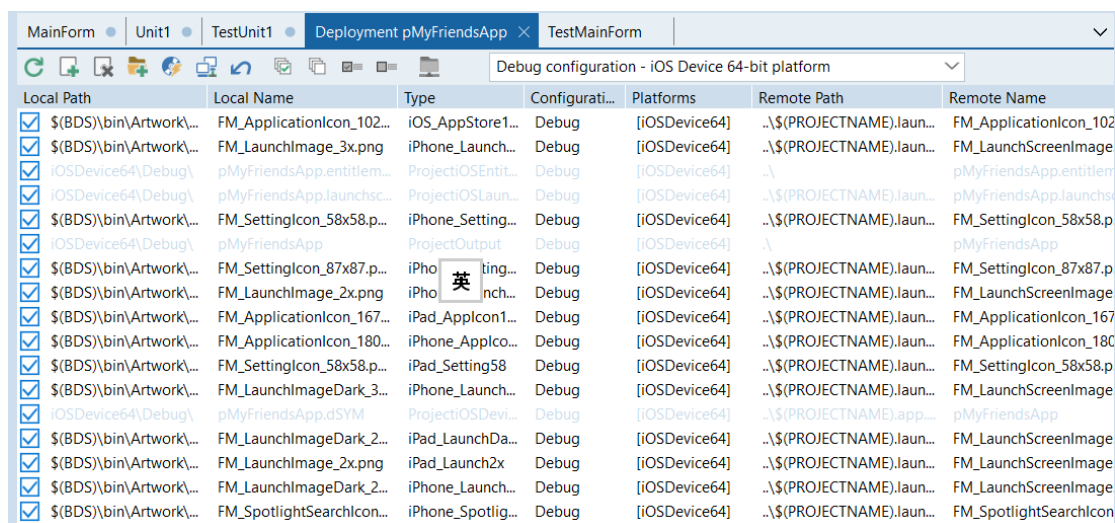 MainForm Unit1 TestUnit1 Deployment pMyFriendsApp TestMainForm
Debug configuration - iOS Device 64-bit platform
Local Path Local Name Type Configurati... Platforms Remote Path Remote Name
$(BDS)\bin\Artwork\... FM_ApplicationIcon_102... iOS_AppStore1... Debug [iOSDevice64] ..\$(PROJECTNAME).laun... FM_ApplicationIcon_102
$(BDS)\bin\Artwork\... FM_LaunchImage_3x.png iPhone_Launch... Debug [iOSDevice64] ..\$(PROJECTNAME).laun... FM_LaunchScreenImage
iOSDevice64\Debug\ pMyFriendsApp.entitlem... ProjectiOSEntit... Debug [iOSDevice64] ..\ pMyFriendsApp.entitlem
iOSDevice64\Debug\ pMyFriendsApp.launchsc... ProjectiOSLaun... Debug [iOSDevice64] ..\$(PROJECTNAME).laun... pMyFriendsApp.launchsc
$(BDS)\bin\Artwork\... FM_SettingIcon_58x58.p... iPhone_Setting... Debug [iOSDevice64] ..\$(PROJECTNAME).laun... FM_SettingIcon_58x58.p
iOSDevice64\Debug\ pMyFriendsApp ProjectOutput Debug [iOSDevice64] .\ pMyFriendsApp
$(BDS)\bin\Artwork\... FM_SettingIcon_87x87.p... iPho ting... Debug [iOSDevice64] ..\$(PROJECTNAME).laun... FM_SettingIcon_87x87.p
英
$(BDS)\bin\Artwork\... FM_LaunchImage_2x.png iPho nch... Debug [iOSDevice64] ..\$(PROJECTNAME).laun... FM_LaunchScreenImage
$(BDS)\bin\Artwork\... FM_ApplicationIcon_167... iPad_AppIcon1... Debug [iOSDevice64] ..\$(PROJECTNAME).laun... FM_ApplicationIcon_167
$(BDS)\bin\Artwork\... FM_ApplicationIcon_180... iPhone_AppIco... Debug [iOSDevice64] ..\$(PROJECTNAME).laun... FM_ApplicationIcon_180
$(BDS)\bin\Artwork\... FM_SettingIcon_58x58.p... iPad_Setting58 Debug [iOSDevice64] ..\$(PROJECTNAME).laun... FM_SettingIcon_58x58.p
$(BDS)\bin\Artwork\... FM_LaunchImageDark_3... iPhone_Launch... Debug [iOSDevice64] ..\$(PROJECTNAME).laun... FM_LaunchScreenImage
iOSDevice64\Debug\ pMyFriendsApp.dSYM ProjectiOSDevi... Debug [iOSDevice64] ..\$(PROJECTNAME).app.... pMyFriendsApp
$(BDS)\bin\Artwork\... FM_LaunchImageDark_2... iPad_LaunchDa... Debug [iOSDevice64] ..\$(PROJECTNAME).laun... FM_LaunchScreenImage
$(BDS)\bin\Artwork\... FM_LaunchImage_2x.png iPad_Launch2x Debug [iOSDevice64] ..\$(PROJECTNAME).laun... FM_LaunchScreenImage
$(BDS)\bin\Artwork\... FM_LaunchImageDark_2... iPhone_Launch... Debug [iOSDevice64] ..\$(PROJECTNAME).laun... FM_LaunchScreenImage
$(BDS)\bin\Artwork\... FM_SpotlightSearchIcon... iPhone_Spotlig... Debug [iOSDevice64] ..\$(PROJECTNAME).laun... FM_SpotlightSearchIcon